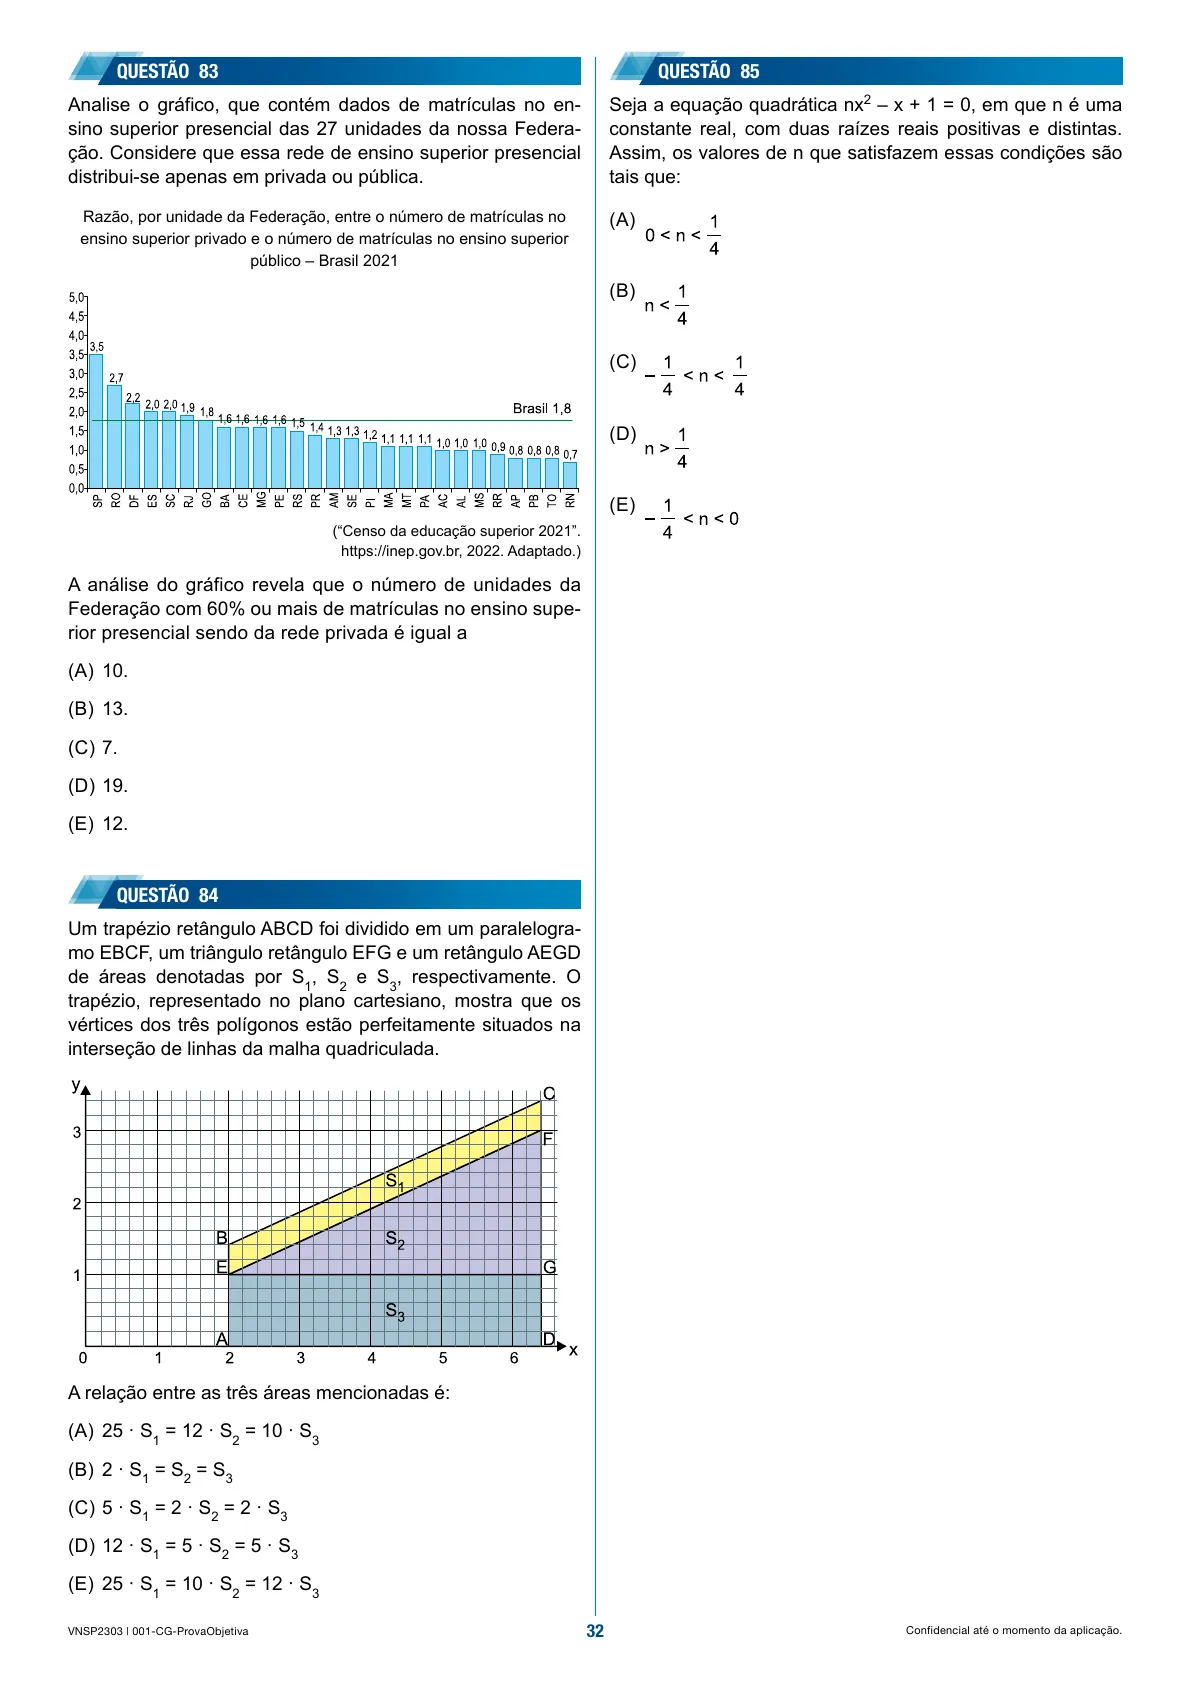 QUESTÃO 83
Analise o gráfico, que contém dados de matrículas no en-
sino superior presencial das 27 unidades da nossa Federa-
ção. Considere que essa rede de ensino superior presencial
distribui-se apenas em privada ou pública.
Razão, por unidade da Federação, entre o número de matrículas no
ensino superior privado e o número de matrículas no ensino superior
público – Brasil 2021
5,0
4,5
4,0
3,5
3,0
2,5
2,0
1,5
1,0
0,5
0,0
3,5 2,7 2,2 2,0 2,0 1,9 1,8 1,6 1,6 1,6 1,6 1,5 1,4 1,3 1,3 1,2 1,1 1,1 1,1 1,0 1,0 1,0 0,9 0,8 0,8 0,8 0,7
Brasil 1,8
SP RO DF ES SC RJ GO BA CE MG PE RS PR AM SE PI MA MT PA AC AL MS RR AP PB TO RN
(“Censo da educação superior 2021”.
https://inep.gov.br, 2022. Adaptado.)
A análise do gráfico revela que o número de unidades da
Federação com 60% ou mais de matrículas no ensino supe-
rior presencial sendo da rede privada é igual a
(A) 10.
(B) 13.
(C) 7.
(D) 19.
(E) 12.
QUESTÃO 84
Um trapézio retângulo ABCD foi dividido em um paralelogra-
mo EBCF, um triângulo retângulo EFG e um retângulo AEGD
de áreas denotadas por S1, S2 e S3, respectivamente. O
trapézio, representado no plano cartesiano, mostra que os
vértices dos três polígonos estão perfeitamente situados na
interseção de linhas da malha quadriculada.
y
C
3
F
S1
2
B
S2
E
G
1
S3
A
D
x
0 1 2 3 4 5 6
A relação entre as três áreas mencionadas é:
(A) 25 · S1 = 12 · S2 = 10 · S3
(B) 2 · S1 = S2 = S3
(C) 5 · S1 = 2 · S2 = 2 · S3
(D) 12 · S1 = 5 · S2 = 5 · S3
(E) 25 · S1 = 10 · S2 = 12 · S3
QUESTÃO 85
Seja a equação quadrática nx² – x + 1 = 0, em que n é uma
constante real, com duas raízes reais positivas e distintas.
Assim, os valores de n que satisfazem essas condições são
tais que:
(A) 0 < n < 1/4
(B) n < 1/4
(C) – 1/4 < n < 1/4
(D) n > 1/4
(E) – 1/4 < n < 0
VNSP2303 | 001-CG-ProvaObjetiva
32
Confidencial até o momento da aplicação.